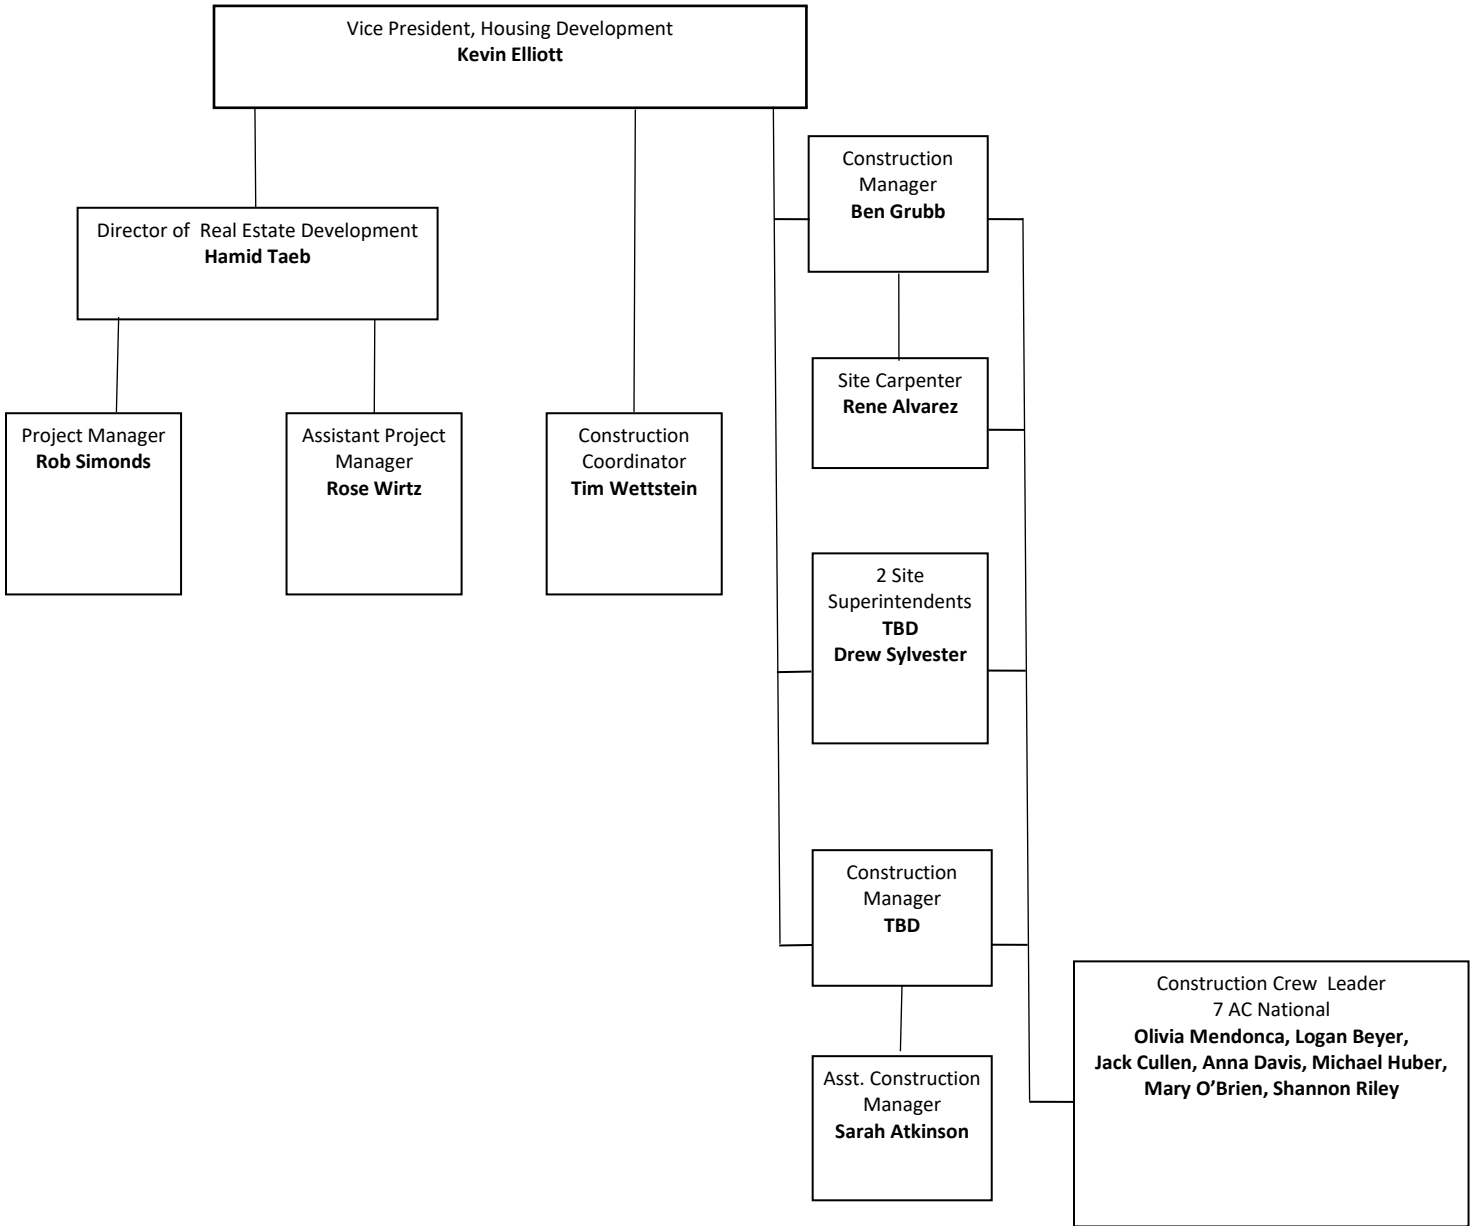 Vice President, Housing Development
Kevin Elliott
Construction
Manager
Ben Grubb
Director of  Real Estate Development
Hamid Taeb
Site Carpenter
Rene Alvarez
Project Manager
Rob Simonds
Assistant Project
Manager
Rose Wirtz
Construction
Coordinator
Tim Wettstein
2 Site
Superintendents
TBD
Drew Sylvester
Construction
Manager
TBD
Asst. Construction
Manager
Sarah Atkinson
Construction Crew  Leader
7 AC National
Olivia Mendonca, Logan Beyer,
Jack Cullen, Anna Davis, Michael Huber,
Mary O’Brien, Shannon Riley